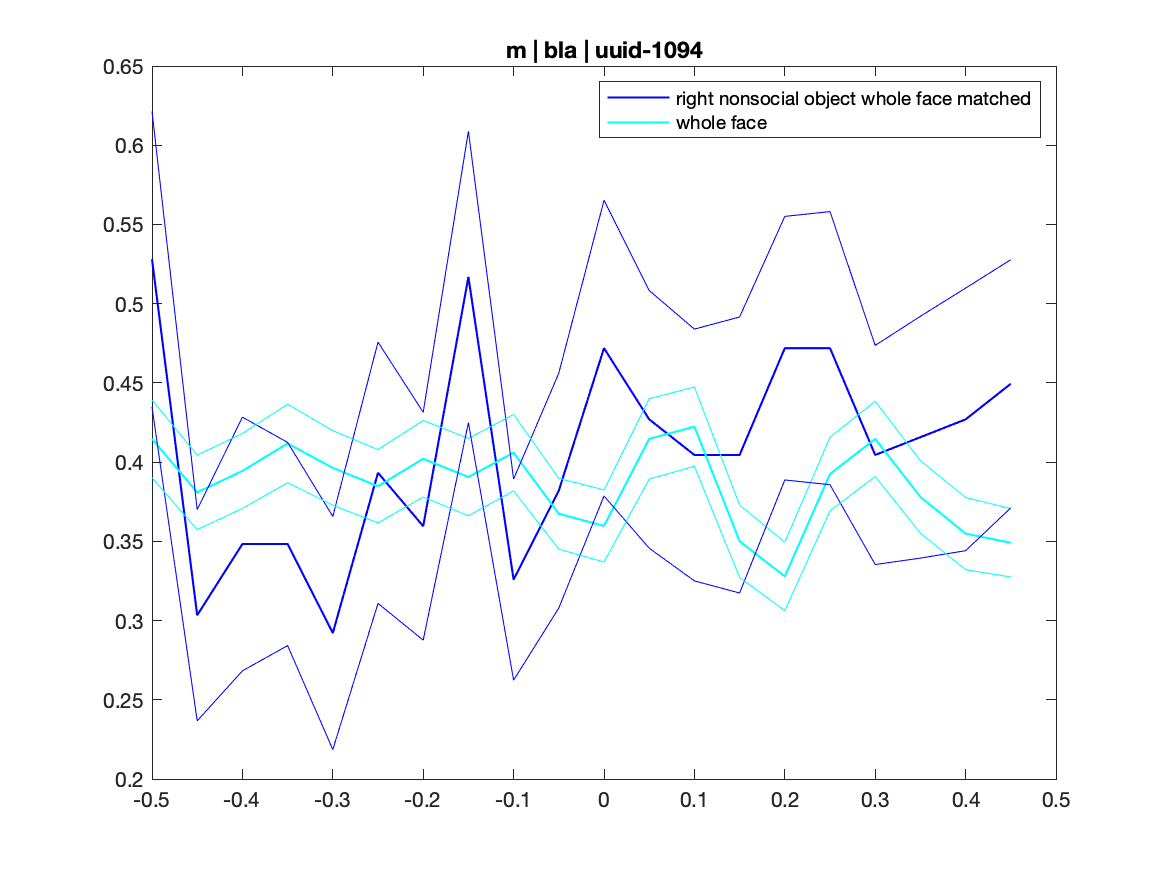 m | bla | uuid-1094
right nonsocial object whole face matched
whole face
0.65
0.6
0.55
0.5
0.45
0.4
0.35
0.3
0.25
0.2
-0.5 -0.4 -0.3 -0.2 -0.1 0 0.1 0.2 0.3 0.4 0.5